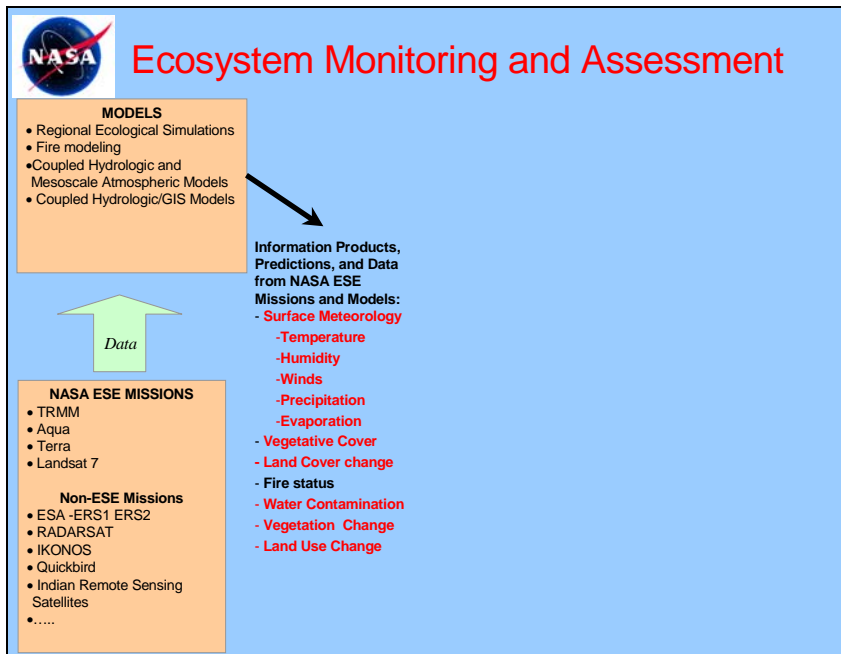 NASA
Ecosystem Monitoring and Assessment
MODELS
• Regional Ecological Simulations
• Fire modeling
•Coupled Hydrologic and
Mesoscale Atmospheric Models
• Coupled Hydrologic/GIS Models
Data
NASA ESE MISSIONS
• TRMM
• Aqua
• Terra
• Landsat 7
Non-ESE Missions
• ESA -ERS1 ERS2
• RADARSAT
• IKONOS
• Quickbird
• Indian Remote Sensing
Satellites
•…..
Information Products,
Predictions, and Data
from NASA ESE
Missions and Models:
- Surface Meteorology
-Temperature
-Humidity
-Winds
-Precipitation
-Evaporation
- Vegetative Cover
- Land Cover change
- Fire status
- Water Contamination
- Vegetation  Change
- Land Use Change